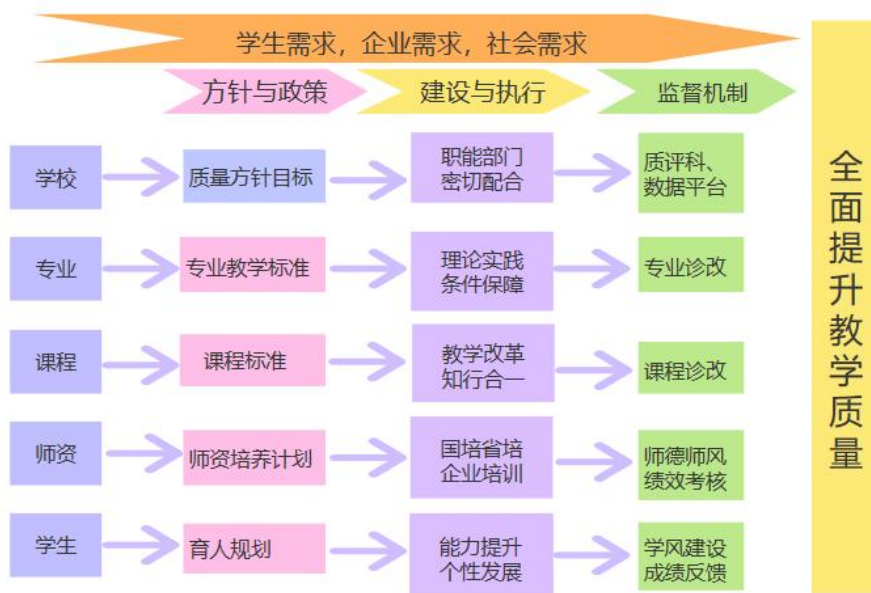 学生需求，企业需求，社会需求
方针与政策
建设与执行
监督机制
学校
质量方针目标
职能部门
密切配合
质评科、
数据平台
专业
专业教学标准
理论实践
条件保障
专业诊改
课程
课程标准
教学改革
知行合一
课程诊改
师资
师资培养计划
国培省培
企业培训
师德师风
绩效考核
学生
育人规划
能力提升
个性发展
学风建设
成绩反馈
全面提升教学质量